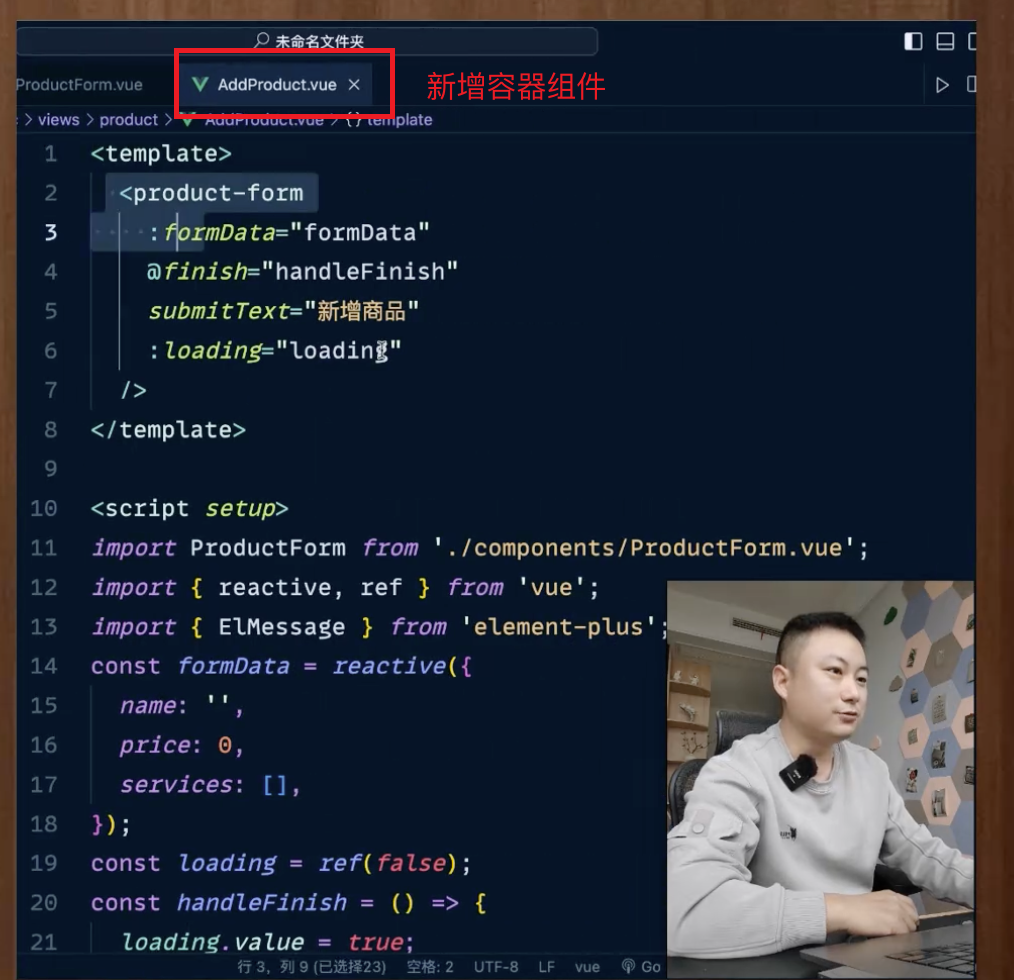 未命名文件夹
ProductForm.vue
AddProduct.vue ×
新增容器组件
> views > product > AddProduct.vue > {} template
1 <template>
2 <product-form
3 :formData="formData"
4 @finish="handleFinish"
5 submitText="新增商品"
6 :loading="loading"
7 />
8 </template>
9
10 <script setup>
11 import ProductForm from './components/ProductForm.vue';
12 import { reactive, ref } from 'vue';
13 import { ElMessage } from 'element-plus';
14 const formData = reactive({
15 name: '',
16 price: 0,
17 services: [],
18 });
19 const loading = ref(false);
20 const handleFinish = () => {
21 loading.value = true;
行 3，列 9 (已选择23) 空格: 2 UTF-8 LF vue Go